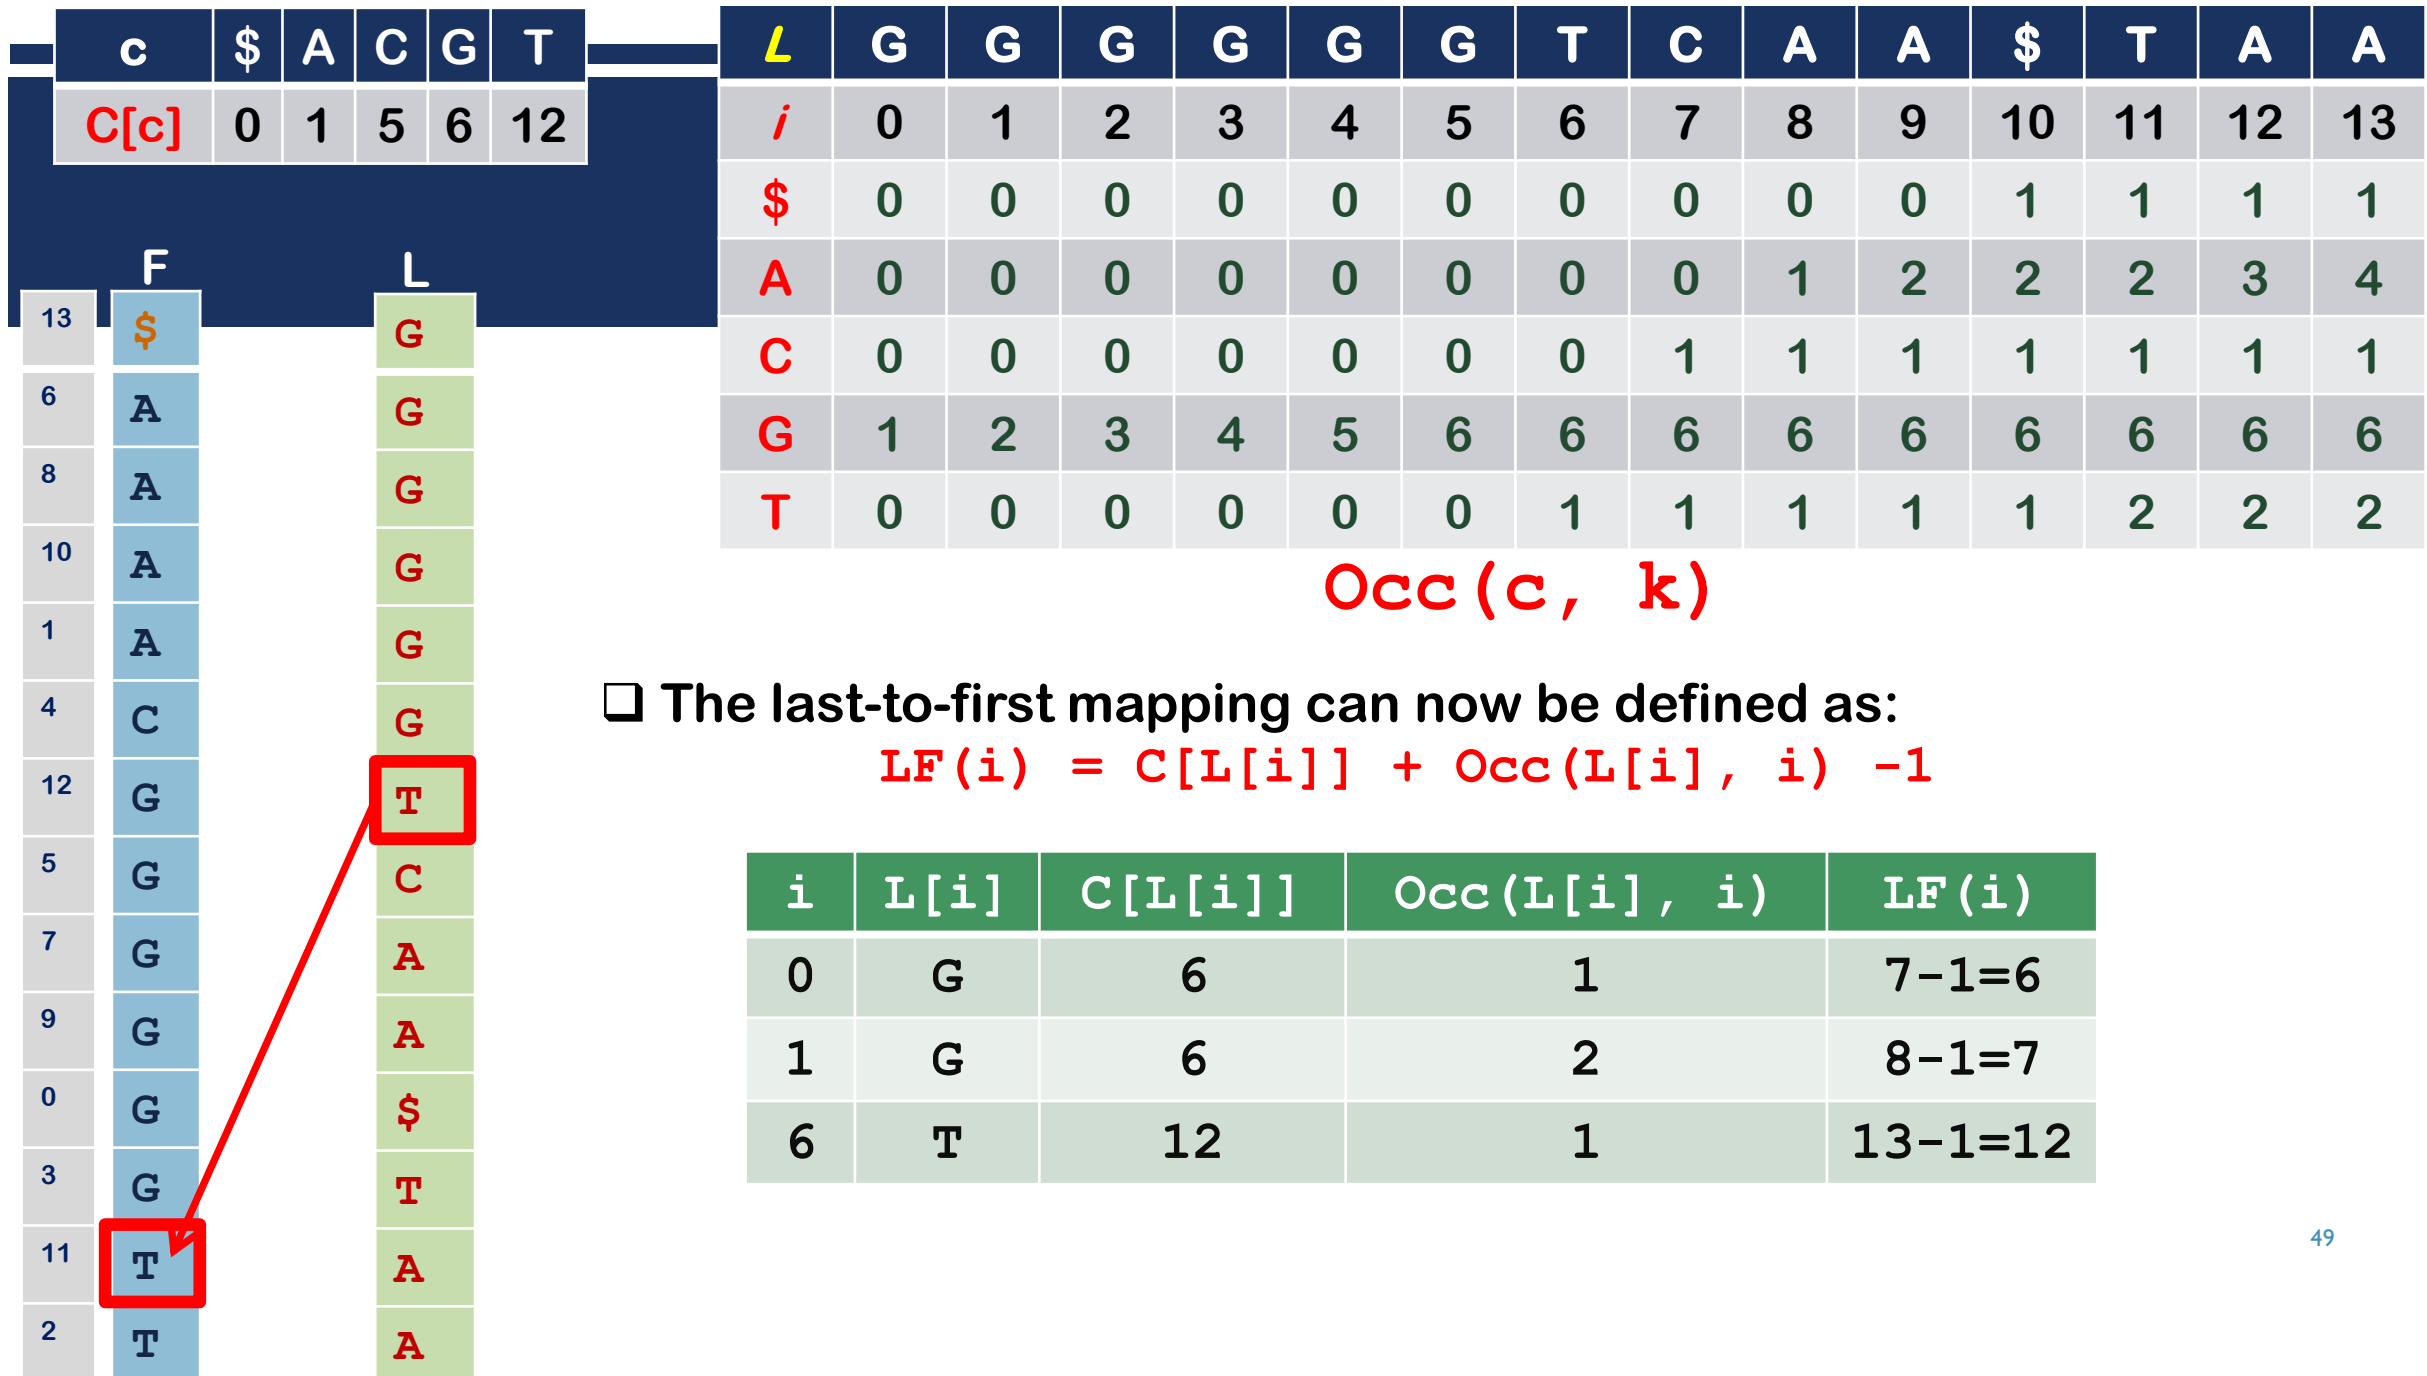 c $ A C G T
C[c] 0 1 5 6 12
L G G G G G G T C A A $ T A A
i 0 1 2 3 4 5 6 7 8 9 10 11 12 13
$ 0 0 0 0 0 0 0 0 0 0 1 1 1 1
A 0 0 0 0 0 0 0 0 1 2 2 2 3 4
C 0 0 0 0 0 0 0 1 1 1 1 1 1 1
G 1 2 3 4 5 6 6 6 6 6 6 6 6 6
T 0 0 0 0 0 0 1 1 1 1 1 2 2 2
Occ(c, k)
F L
13 $ G
6 A G
8 A G
10 A G
1 A G
4 C G
12 G T
5 G C
7 G A
9 G A
0 G $
3 G T
11 T A
2 T A
❑ The last-to-first mapping can now be defined as:
LF(i) = C[L[i]] + Occ(L[i], i) -1
i L[i] C[L[i]] Occ(L[i], i) LF(i)
0 G 6 1 7-1=6
1 G 6 2 8-1=7
6 T 12 1 13-1=12
49